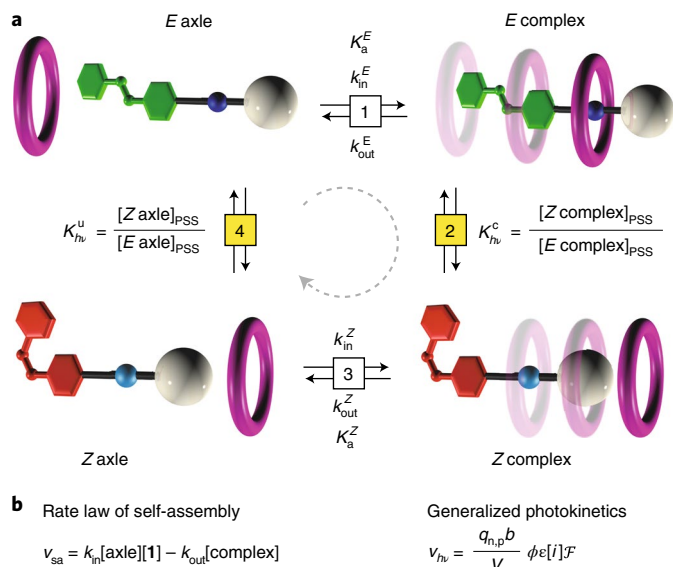 a
E axle
E complex
K_a^E
k_in^E
1
k_out^E
K_hν^u = [Z axle]_PSS / [E axle]_PSS
4
2
K_hν^c = [Z complex]_PSS / [E complex]_PSS
k_in^Z
3
k_out^Z
K_a^Z
Z axle
Z complex
b
Rate law of self-assembly
Generalized photokinetics
v_sa = k_in[axle][1] – k_out[complex]
v_hν = q_n,p b / V ϕε[i]ℱ